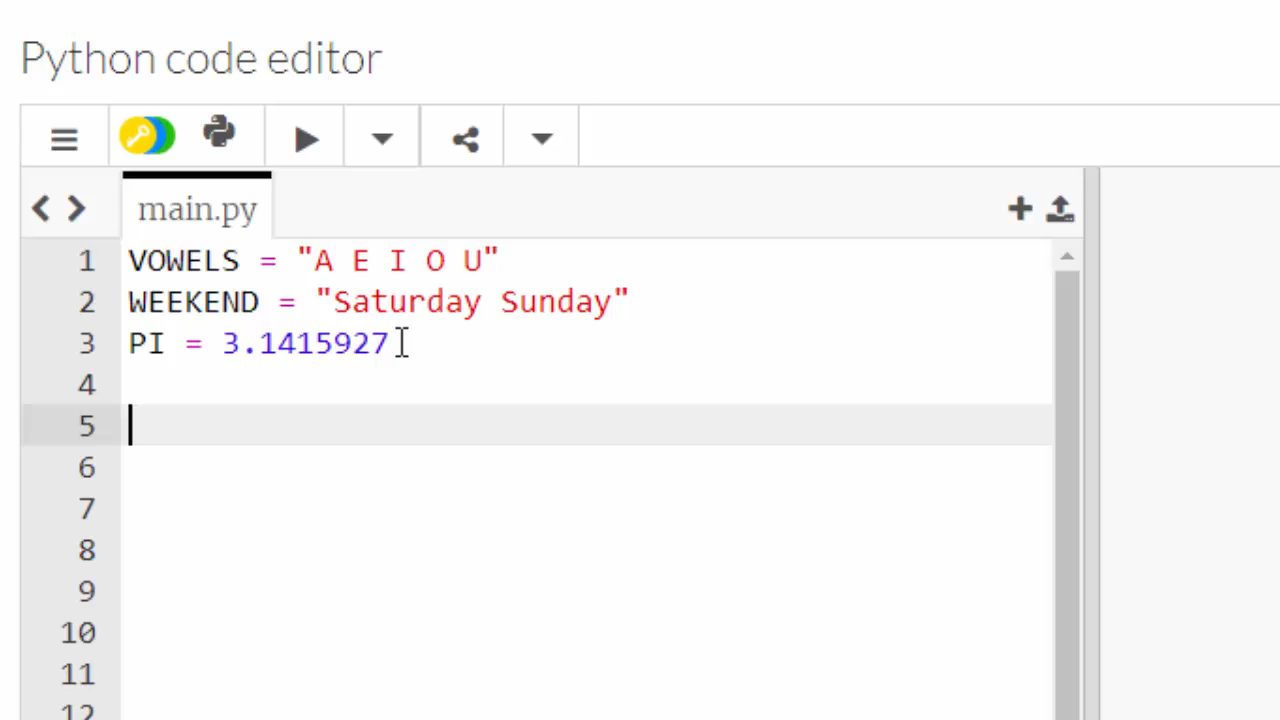 Python code editor
main.py
1 VOWELS = "A E I O U"
2 WEEKEND = "Saturday Sunday"
3 PI = 3.1415927
4
5
6
7
8
9
10
11
12